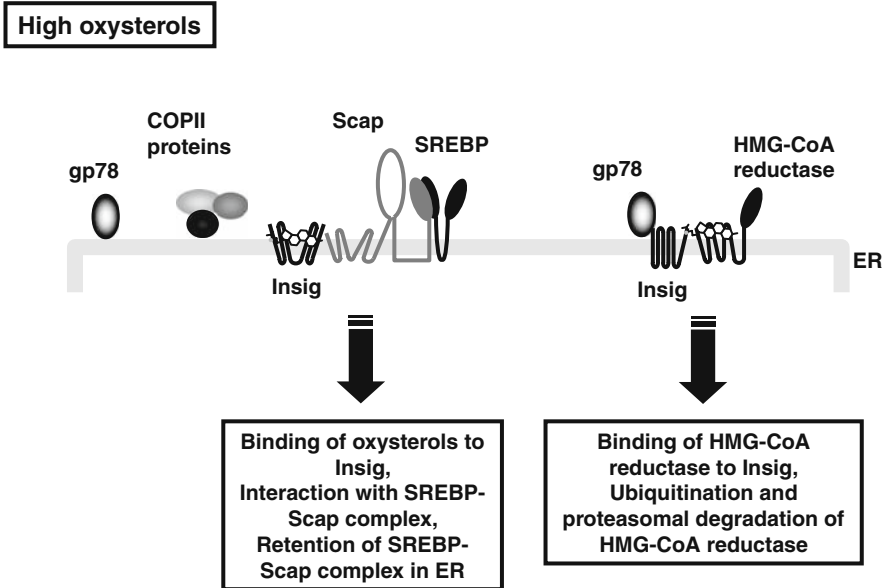 High oxysterols
COPII
proteins
gp78
Scap
SREBP
gp78
HMG-CoA
reductase
Insig
Insig
ER
Binding of oxysterols to
Insig,
Interaction with SREBP-
Scap complex,
Retention of SREBP-
Scap complex in ER
Binding of HMG-CoA
reductase to Insig,
Ubiquitination and
proteasomal degradation of
HMG-CoA reductase